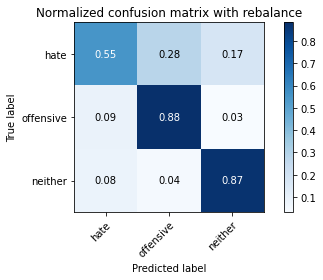 Normalized confusion matrix with rebalance
True label
hate
offensive
neither
0.55 0.28 0.17
0.09 0.88 0.03
0.08 0.04 0.87
hate
offensive
neither
Predicted label
0.8
0.7
0.6
0.5
0.4
0.3
0.2
0.1